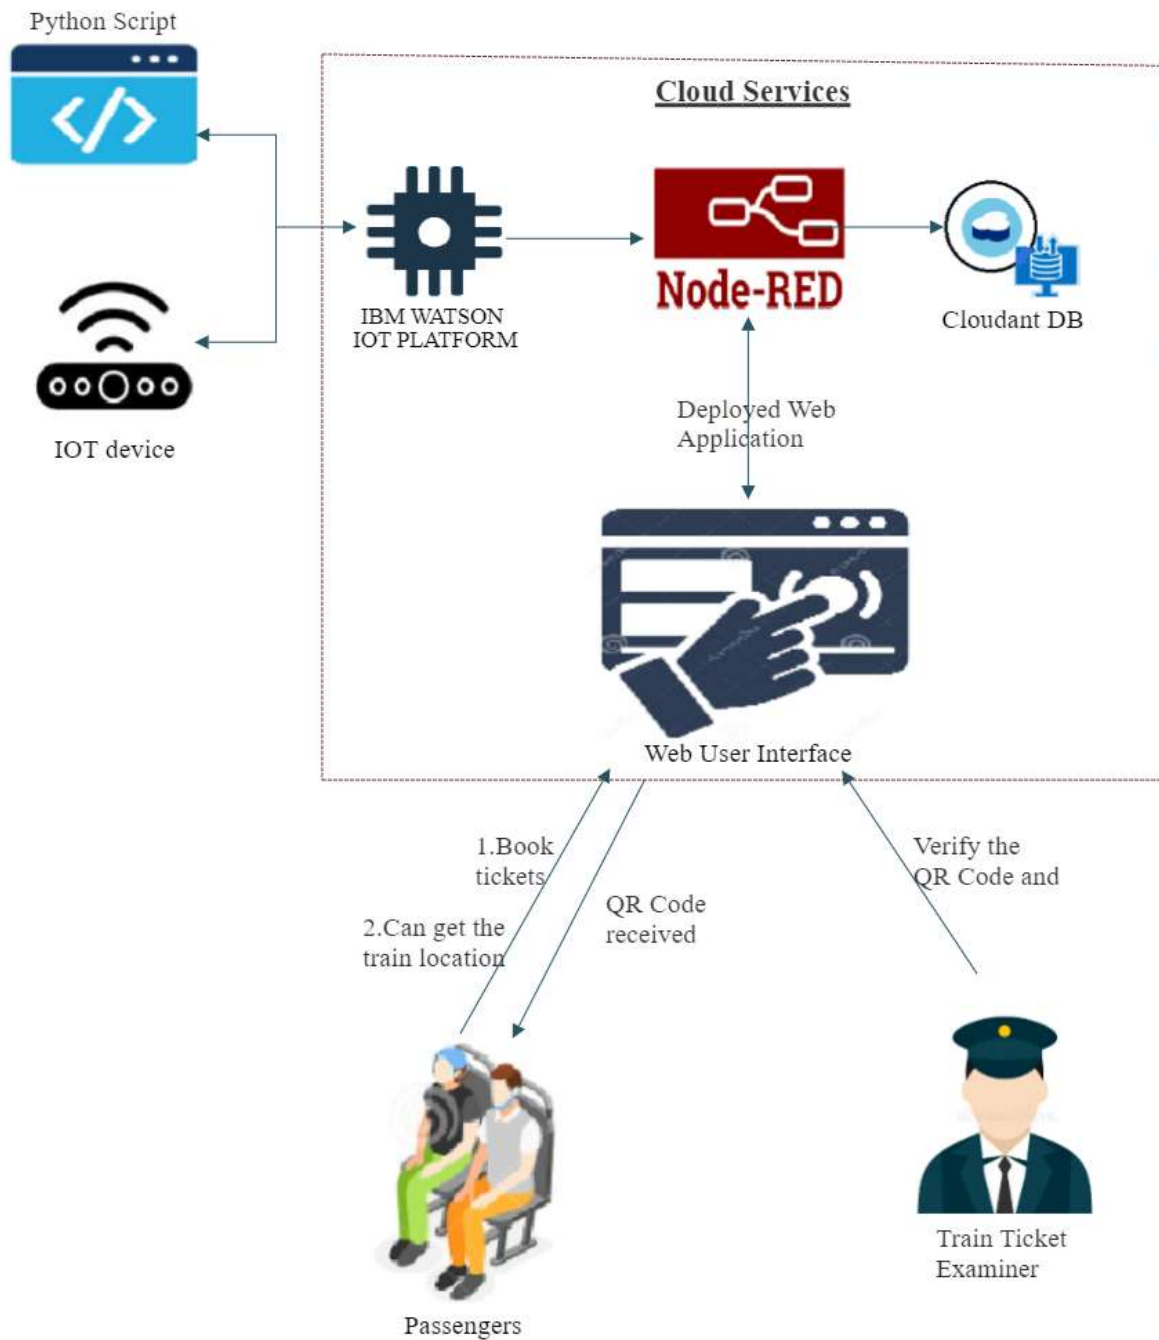 Python Script
Cloud Services
IBM WATSON
IOT PLATFORM
Node-RED
Cloudant DB
IOT device
Deployed Web
Application
Web User Interface
1.Book
tickets
2.Can get the
train location
QR Code
received
Verify the
QR Code and
Train Ticket
Examiner
Passengers